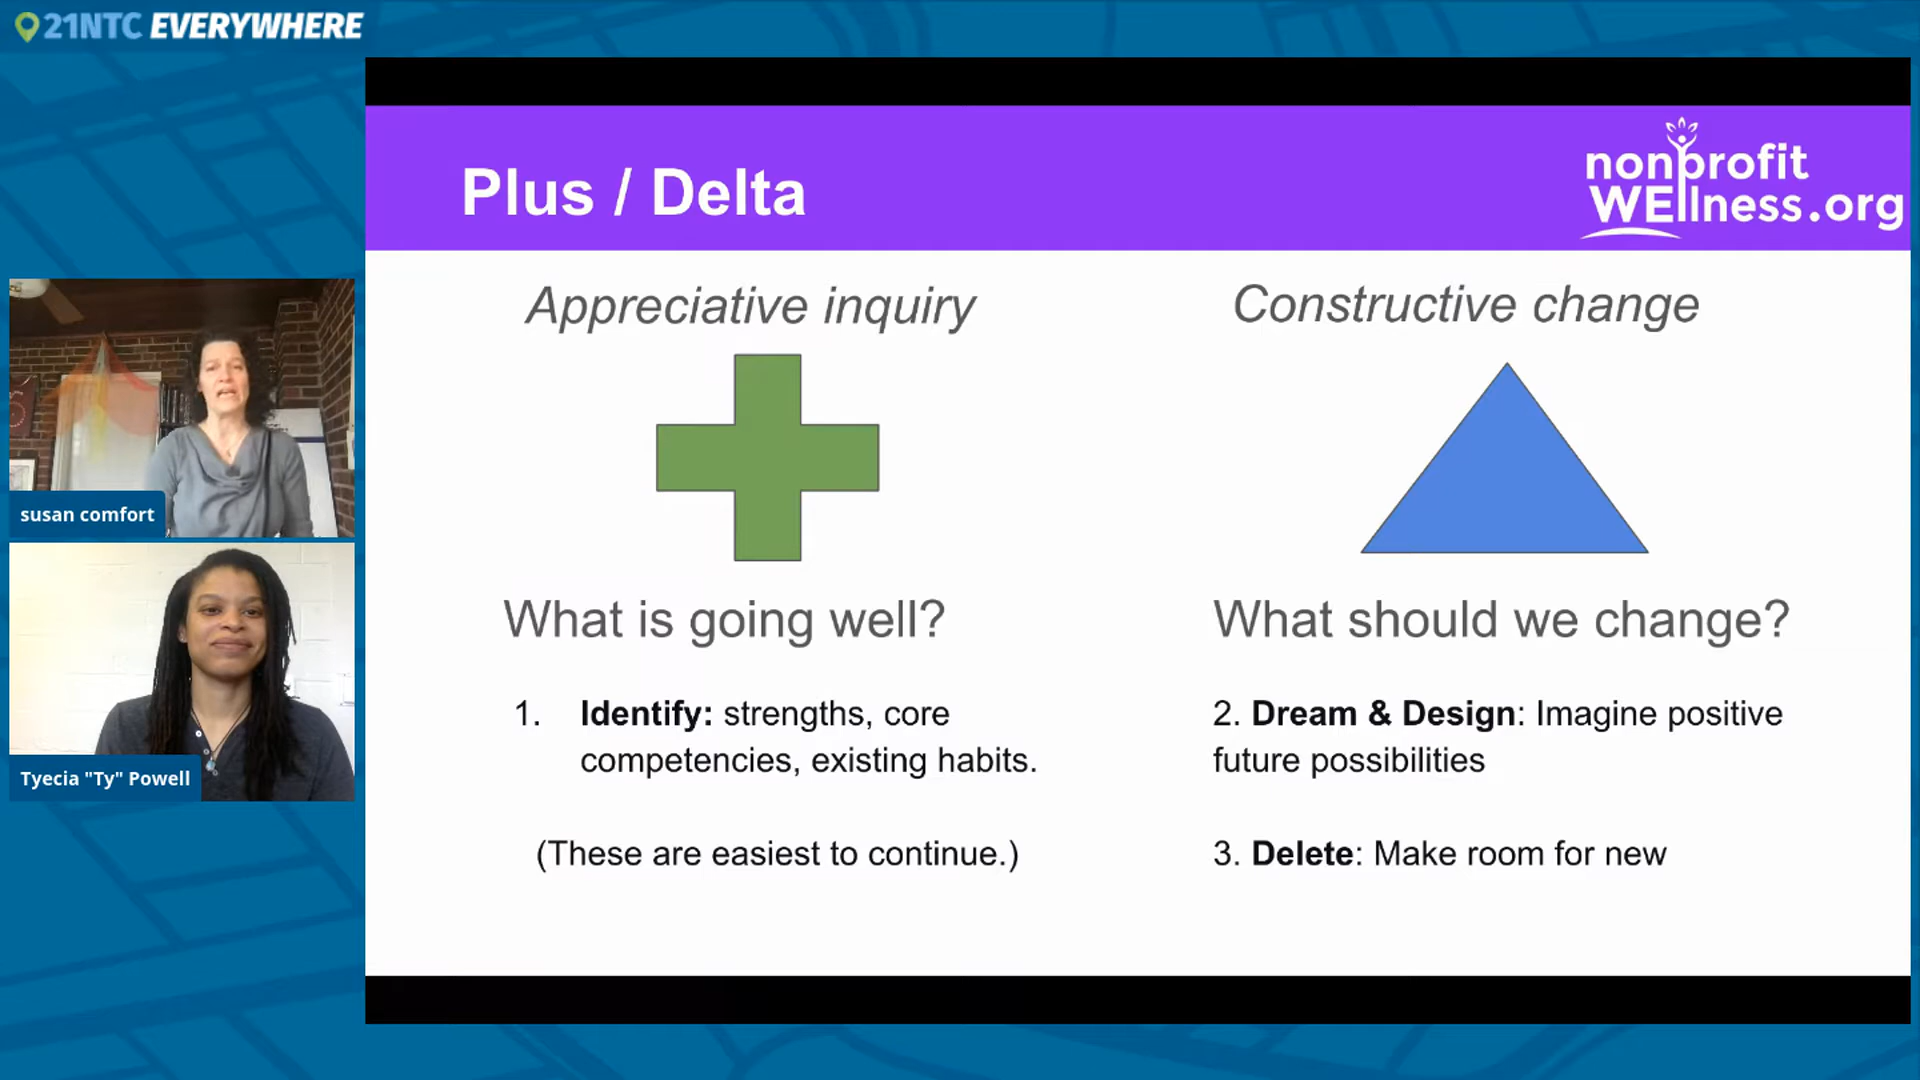 21NTC EVERYWHERE
Plus / Delta
nonprofit
WEllness.org
Appreciative inquiry
Constructive change
What is going well?
What should we change?
1. Identify: strengths, core
competencies, existing habits.
(These are easiest to continue.)
2. Dream & Design: Imagine positive
future possibilities
3. Delete: Make room for new
susan comfort
Tyecia "Ty" Powell